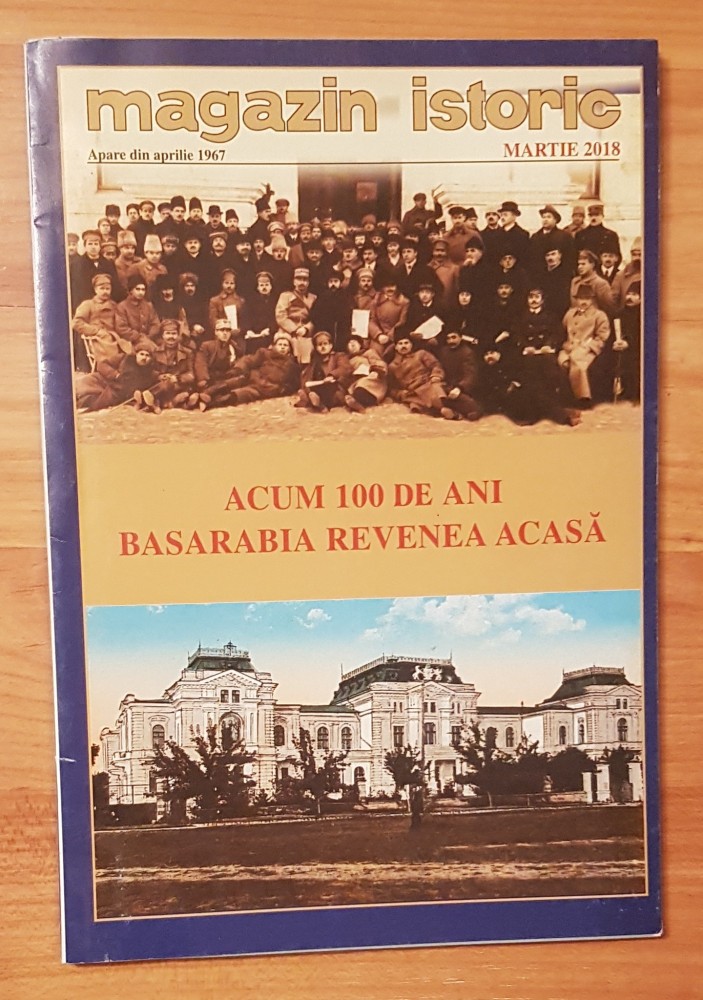 magazin istoric
Apare din aprilie 1967 MARTIE 2018
ACUM 100 DE ANI
BASARABIA REVENEA ACASĂ